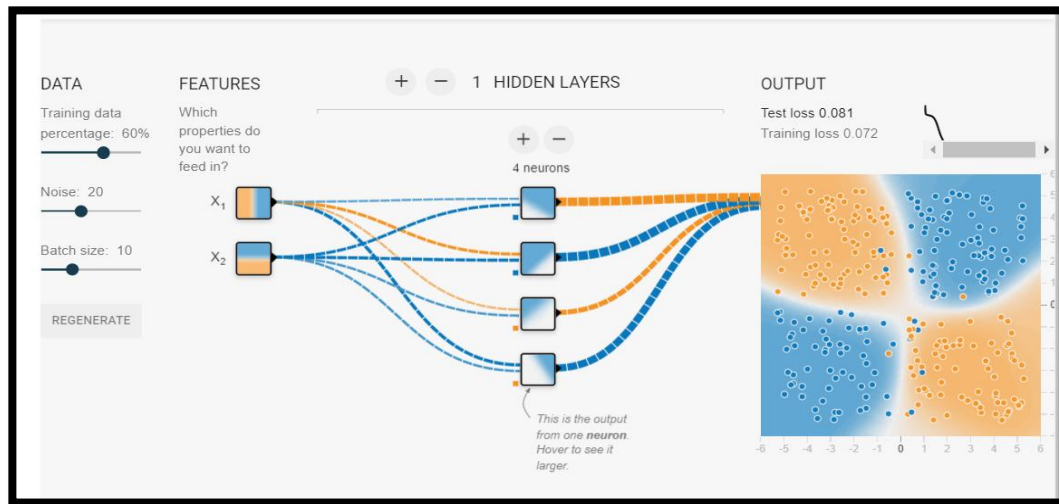 DATA
Training data
percentage: 60%
Noise: 20
Batch size: 10
REGENERATE
FEATURES
Which
properties do
you want to
feed in?
X1
X2
+ − 1 HIDDEN LAYERS
+ −
4 neurons
This is the output
from one neuron.
Hover to see it
larger.
OUTPUT
Test loss 0.081
Training loss 0.072
-6 -5 -4 -3 -2 -1 0 1 2 3 4 5 6